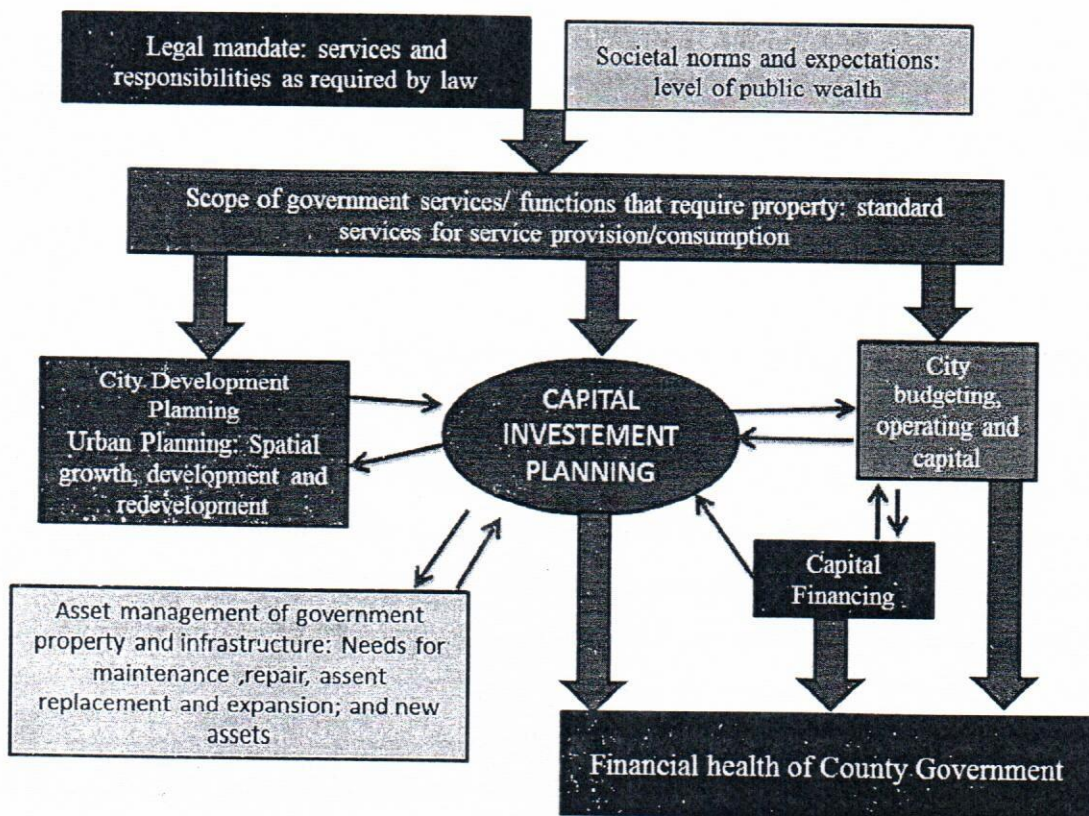 Legal mandate: services and
responsibilities as required by law
Societal norms and expectations:
level of public wealth
Scope of government services/ functions that require property: standard
services for service provision/consumption
City Development
Planning
Urban Planning: Spatial
growth, development and
redevelopment
CAPITAL
INVESTEMENT
PLANNING
City
budgeting,
operating and
capital
Capital
Financing
Asset management of government
property and infrastructure: Needs for
maintenance ,repair, assent
replacement and expansion; and new
assets
Financial health of County Government